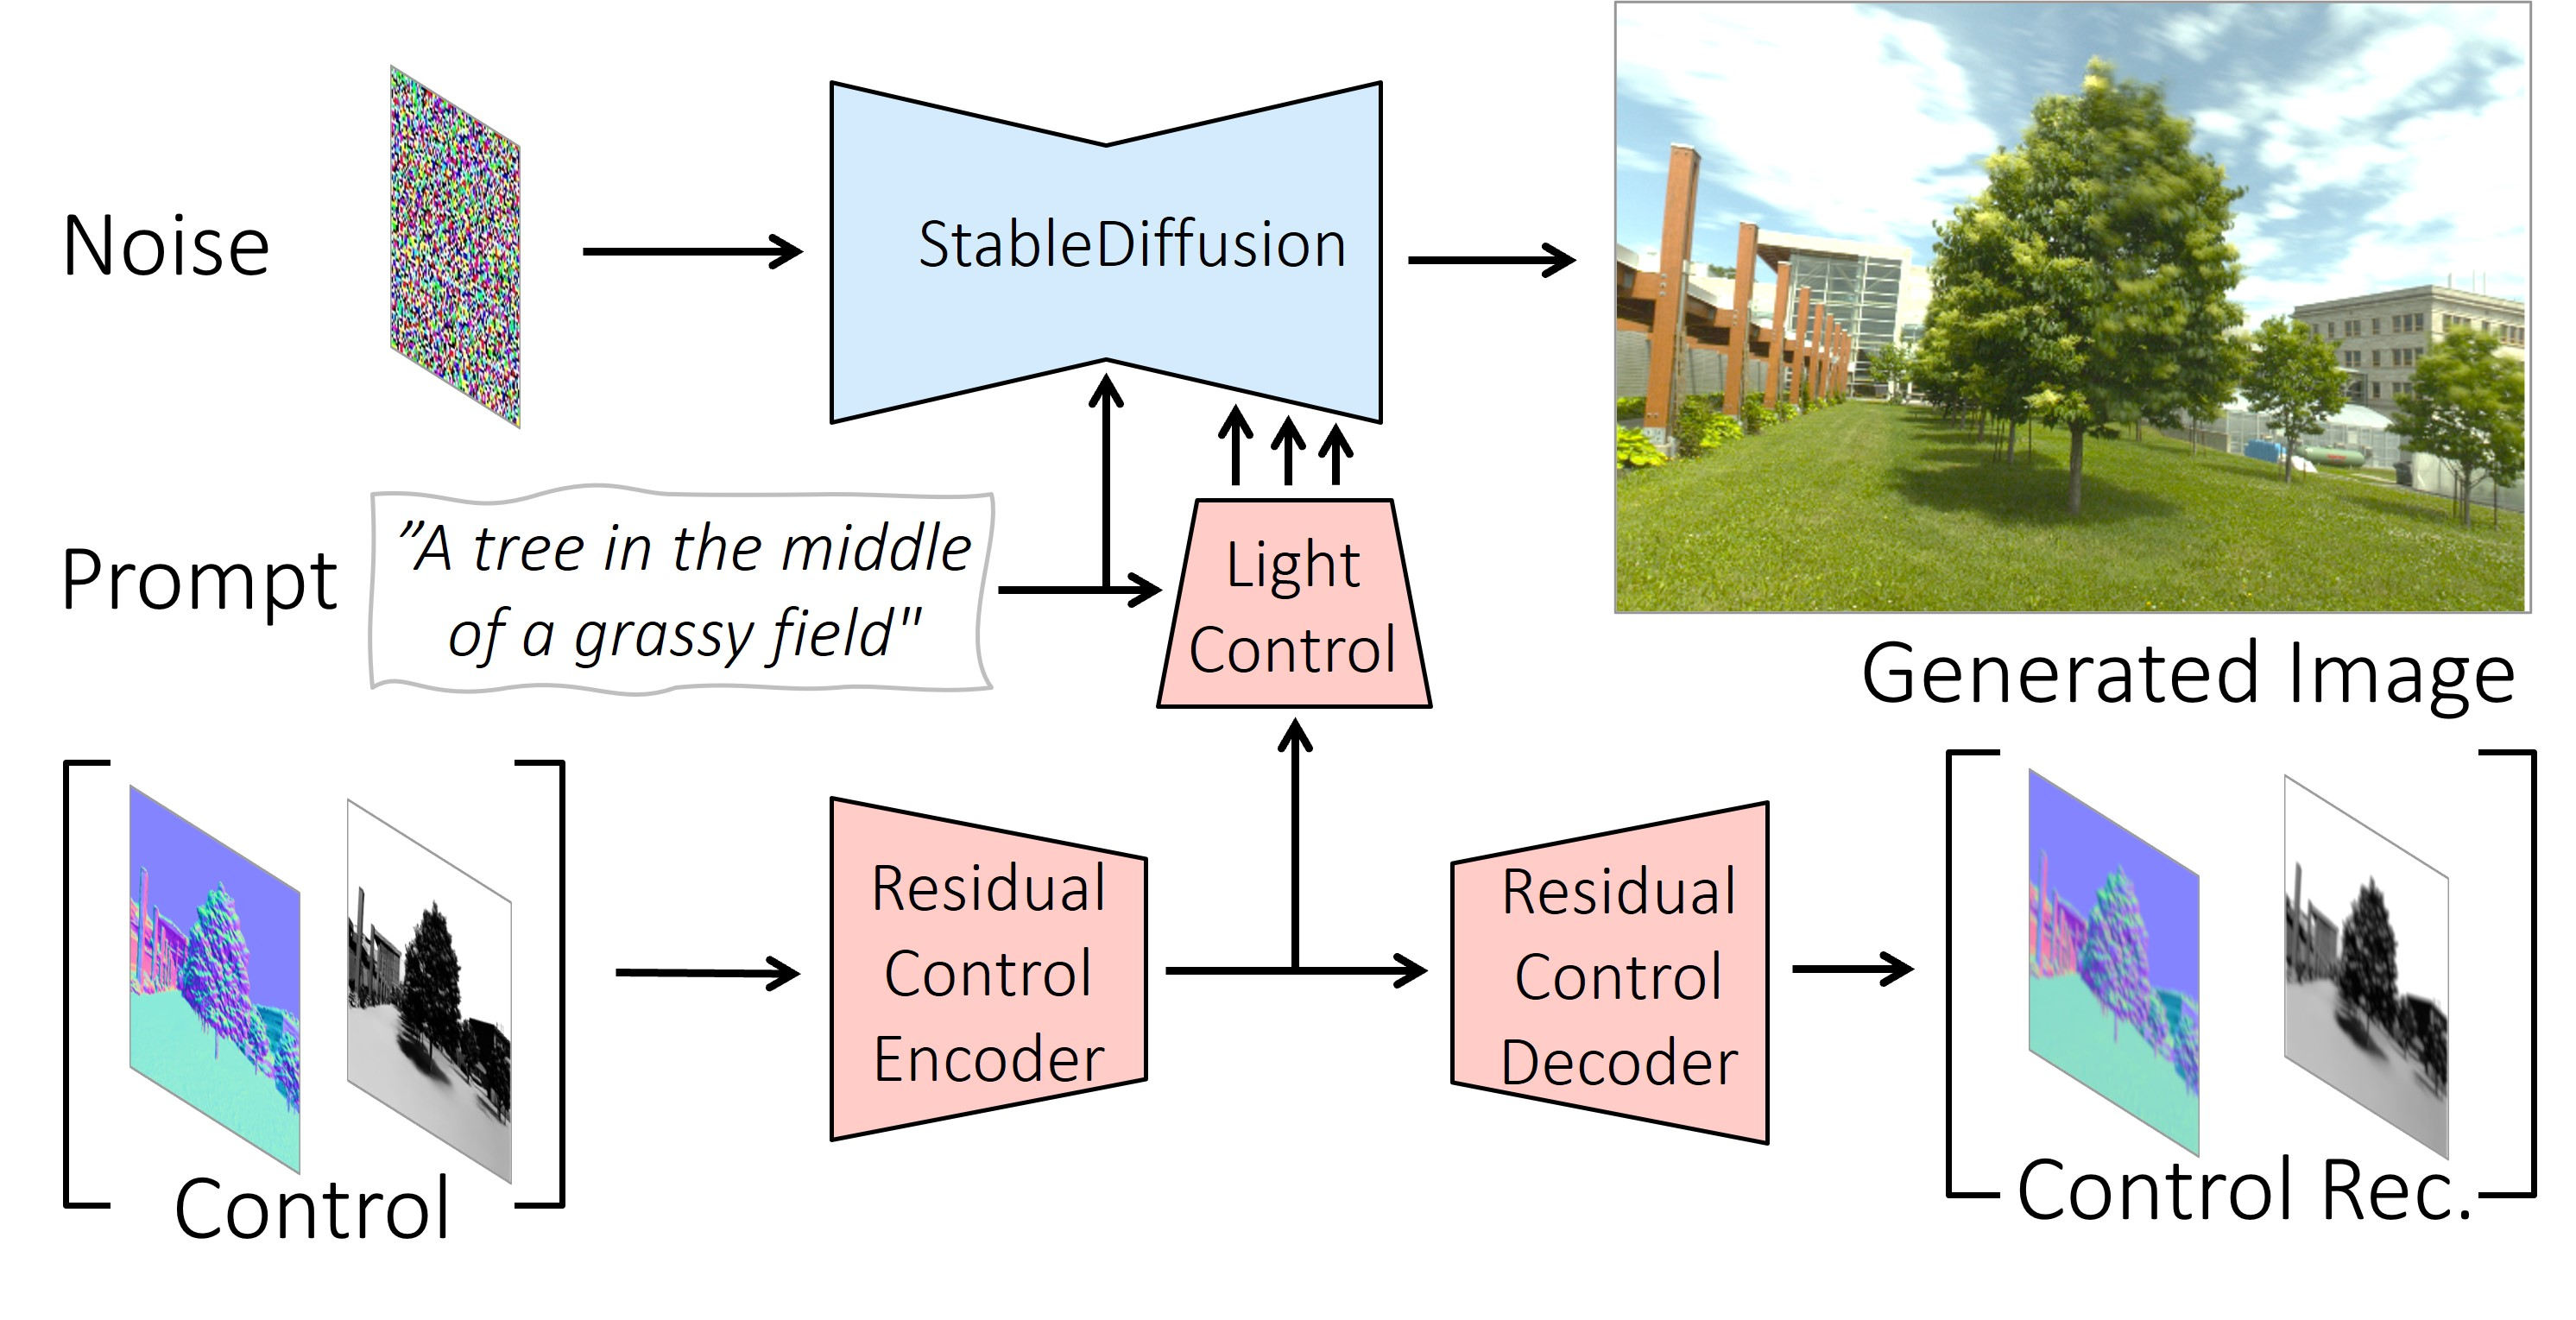 Noise
StableDiffusion
Prompt
”A tree in the middle
of a grassy field"
Light
Control
Generated Image
Residual
Control
Encoder
Residual
Control
Decoder
Control
Control Rec.